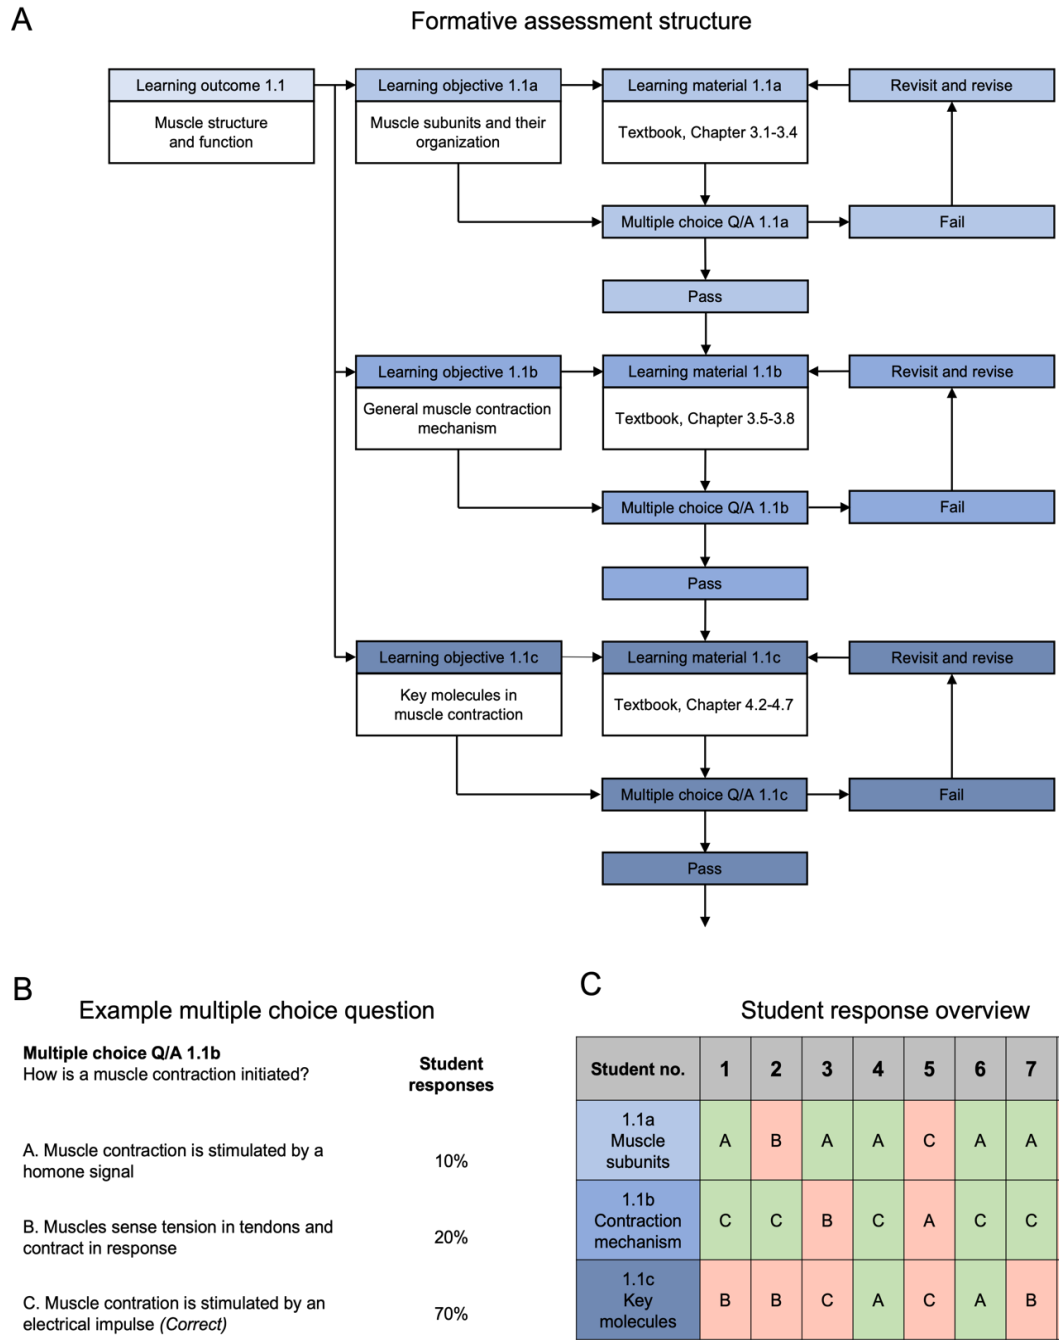 A
Formative assessment structure
Learning outcome 1.1
Muscle structure
and function
Learning objective 1.1a
Muscle subunits and their
organization
Learning material 1.1a
Textbook, Chapter 3.1-3.4
Revisit and revise
Multiple choice Q/A 1.1a
Fail
Pass
Learning objective 1.1b
General muscle contraction
mechanism
Learning material 1.1b
Textbook, Chapter 3.5-3.8
Revisit and revise
Multiple choice Q/A 1.1b
Fail
Pass
Learning objective 1.1c
Key molecules in
muscle contraction
Learning material 1.1c
Textbook, Chapter 4.2-4.7
Revisit and revise
Multiple choice Q/A 1.1c
Fail
Pass
B
Example multiple choice question
Multiple choice Q/A 1.1b
How is a muscle contraction initiated?
Student
responses
A. Muscle contraction is stimulated by a
homone signal
10%
B. Muscles sense tension in tendons and
contract in response
20%
C. Muscle contration is stimulated by an
electrical impulse (Correct)
70%
C
Student response overview
Student no. 1 2 3 4 5 6 7
1.1a
Muscle
subunits
A B A A C A A
1.1b
Contraction
mechanism
C C B C A C C
1.1c
Key
molecules
B B C A C A B